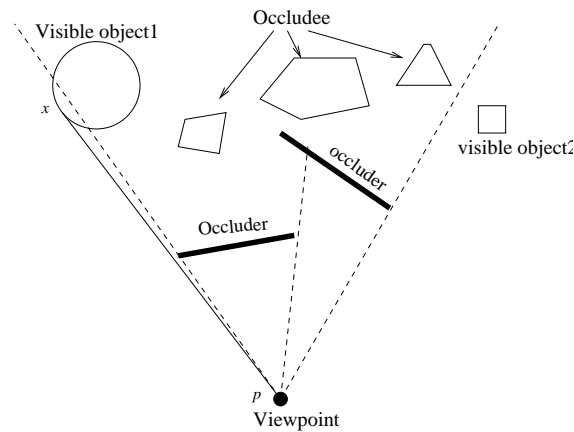 Occludee
Visible object1
x
visible object2
occluder
Occluder
p
Viewpoint